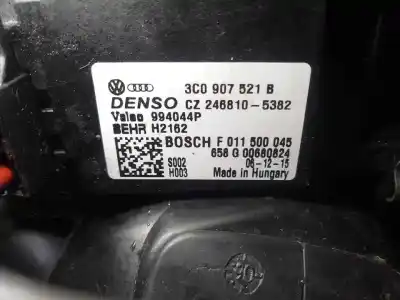 3C0 907 521 B
DENSO CZ 246810-5382
Valeo 994044P
BEHR H2162
BOSCH F 011 500 045
658 G 00680824
S002 06-12-15
H003 Made in Hungary